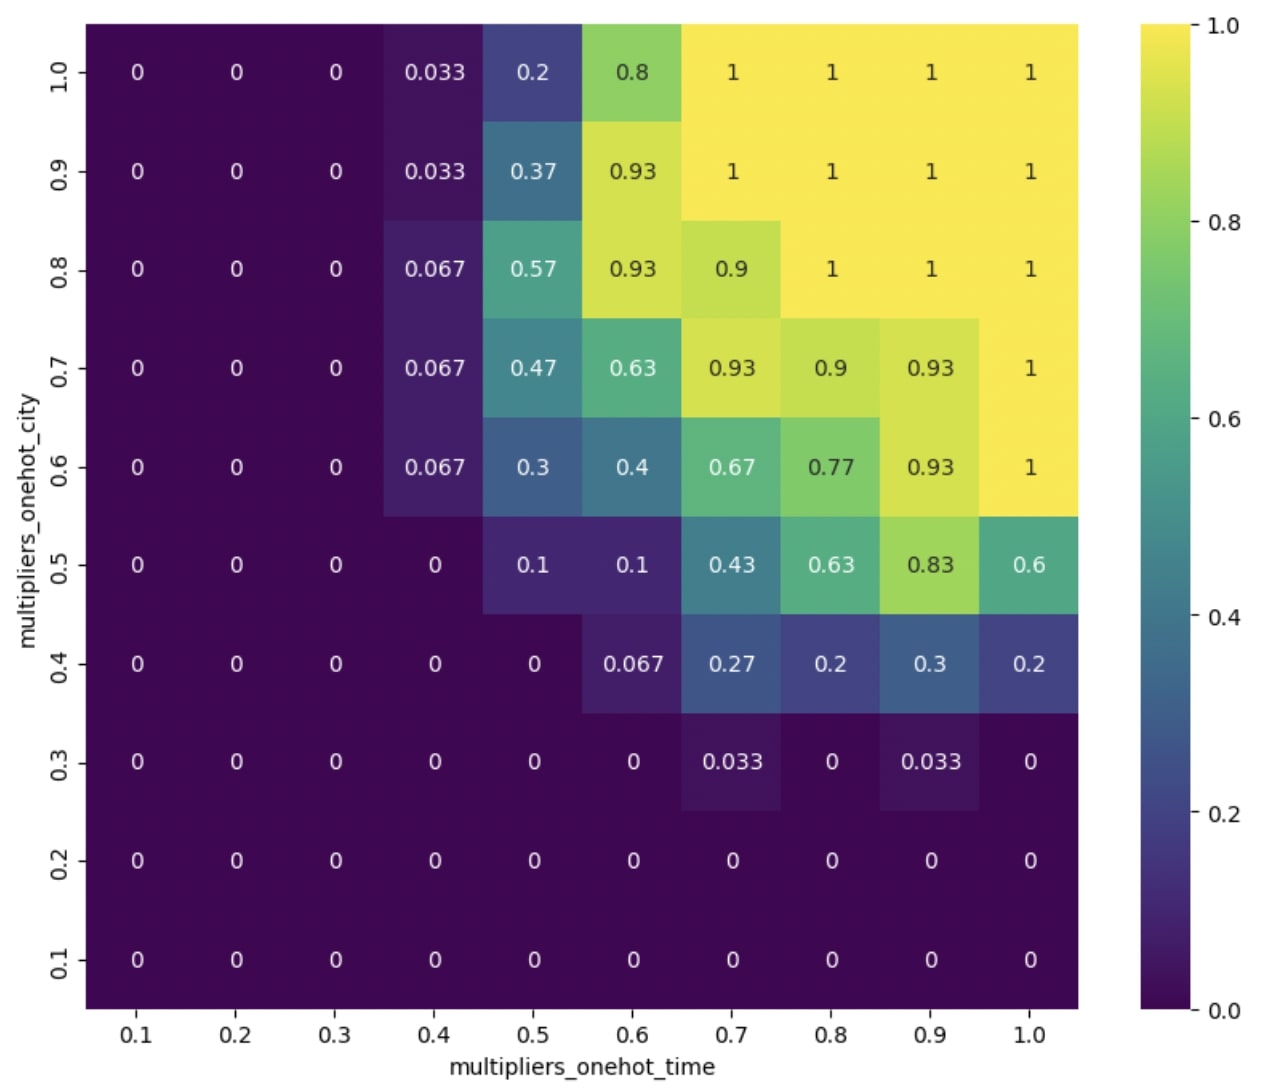 1.0 0 0 0 0.033 0.2 0.8 1 1 1 1
0.9 0 0 0 0.033 0.37 0.93 1 1 1 1
0.8 0 0 0 0.067 0.57 0.93 0.9 1 1 1
0.7 0 0 0 0.067 0.47 0.63 0.93 0.9 0.93 1
0.6 0 0 0 0.067 0.3 0.4 0.67 0.77 0.93 1
0.5 0 0 0 0 0.1 0.1 0.43 0.63 0.83 0.6
0.4 0 0 0 0 0 0.067 0.27 0.2 0.3 0.2
0.3 0 0 0 0 0 0 0.033 0 0.033 0
0.2 0 0 0 0 0 0 0 0 0 0
0.1 0 0 0 0 0 0 0 0 0 0
0.1 0.2 0.3 0.4 0.5 0.6 0.7 0.8 0.9 1.0
multipliers_onehot_time
multipliers_onehot_city
1.0
0.8
0.6
0.4
0.2
0.0